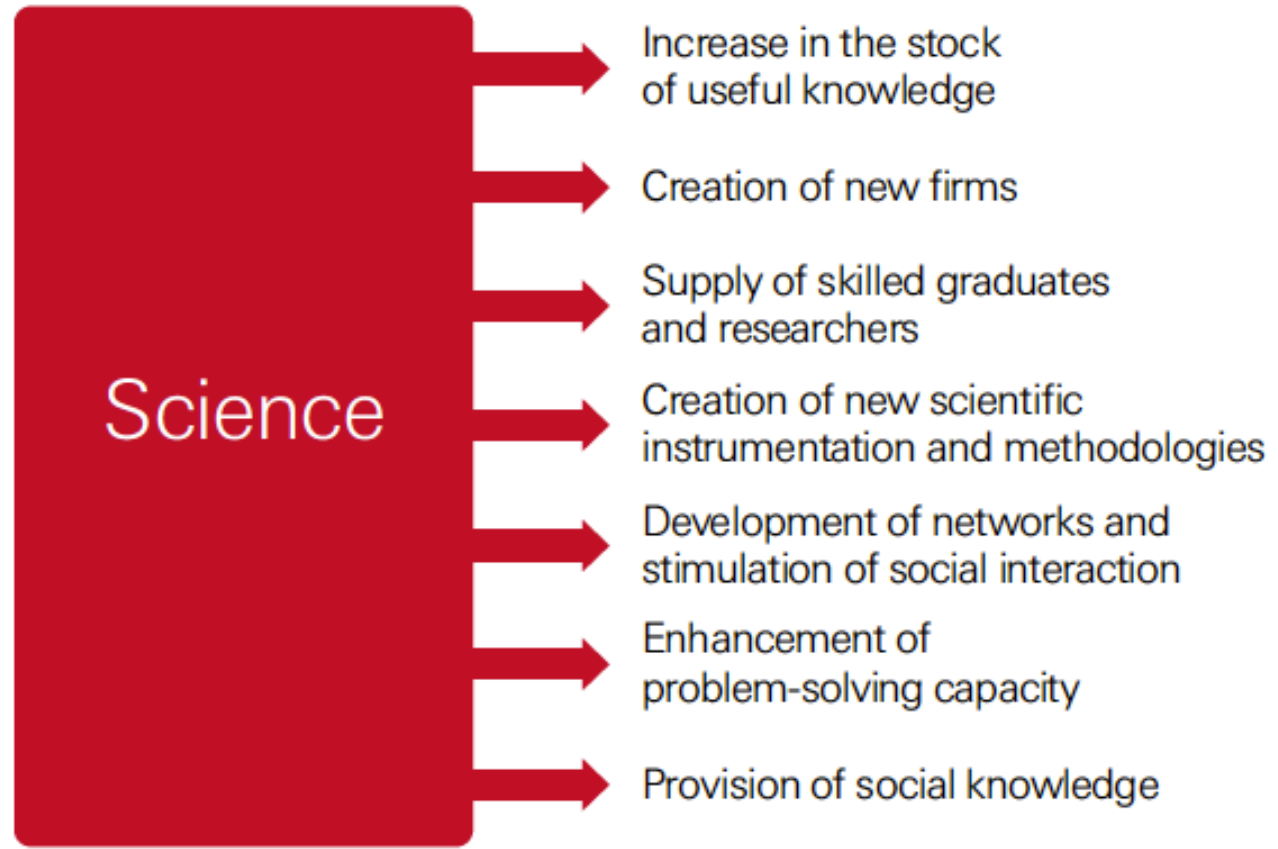 Science
Increase in the stock
of useful knowledge
Creation of new firms
Supply of skilled graduates
and researchers
Creation of new scientific
instrumentation and methodologies
Development of networks and
stimulation of social interaction
Enhancement of
problem-solving capacity
Provision of social knowledge